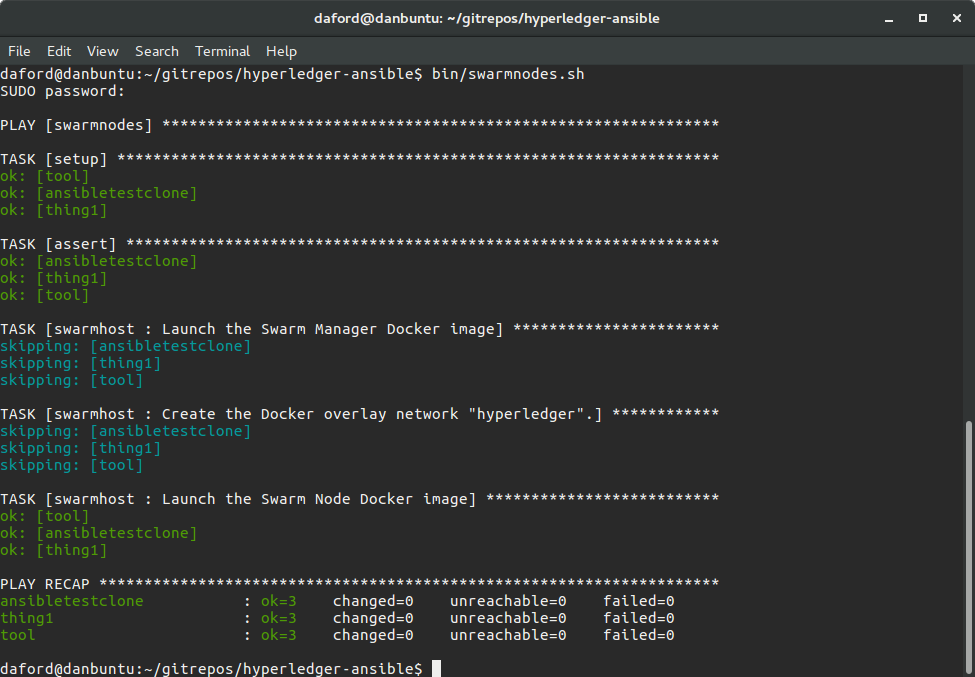 daford@danbuntu: ~/gitrepos/hyperledger-ansible
File Edit View Search Terminal Help
daford@danbuntu:~/gitrepos/hyperledger-ansible$ bin/swarmnodes.sh
SUDO password:
PLAY [swarmnodes] **************************************************************
TASK [setup] *******************************************************************
ok: [tool]
ok: [ansibletestclone]
ok: [thing1]
TASK [assert] ******************************************************************
ok: [ansibletestclone]
ok: [thing1]
ok: [tool]
TASK [swarmhost : Launch the Swarm Manager Docker image] ***********************
skipping: [ansibletestclone]
skipping: [thing1]
skipping: [tool]
TASK [swarmhost : Create the Docker overlay network "hyperledger".] ************
skipping: [ansibletestclone]
skipping: [thing1]
skipping: [tool]
TASK [swarmhost : Launch the Swarm Node Docker image] **************************
ok: [tool]
ok: [ansibletestclone]
ok: [thing1]
PLAY RECAP *********************************************************************
ansibletestclone           : ok=3    changed=0    unreachable=0    failed=0
thing1                     : ok=3    changed=0    unreachable=0    failed=0
tool                       : ok=3    changed=0    unreachable=0    failed=0
daford@danbuntu:~/gitrepos/hyperledger-ansible$